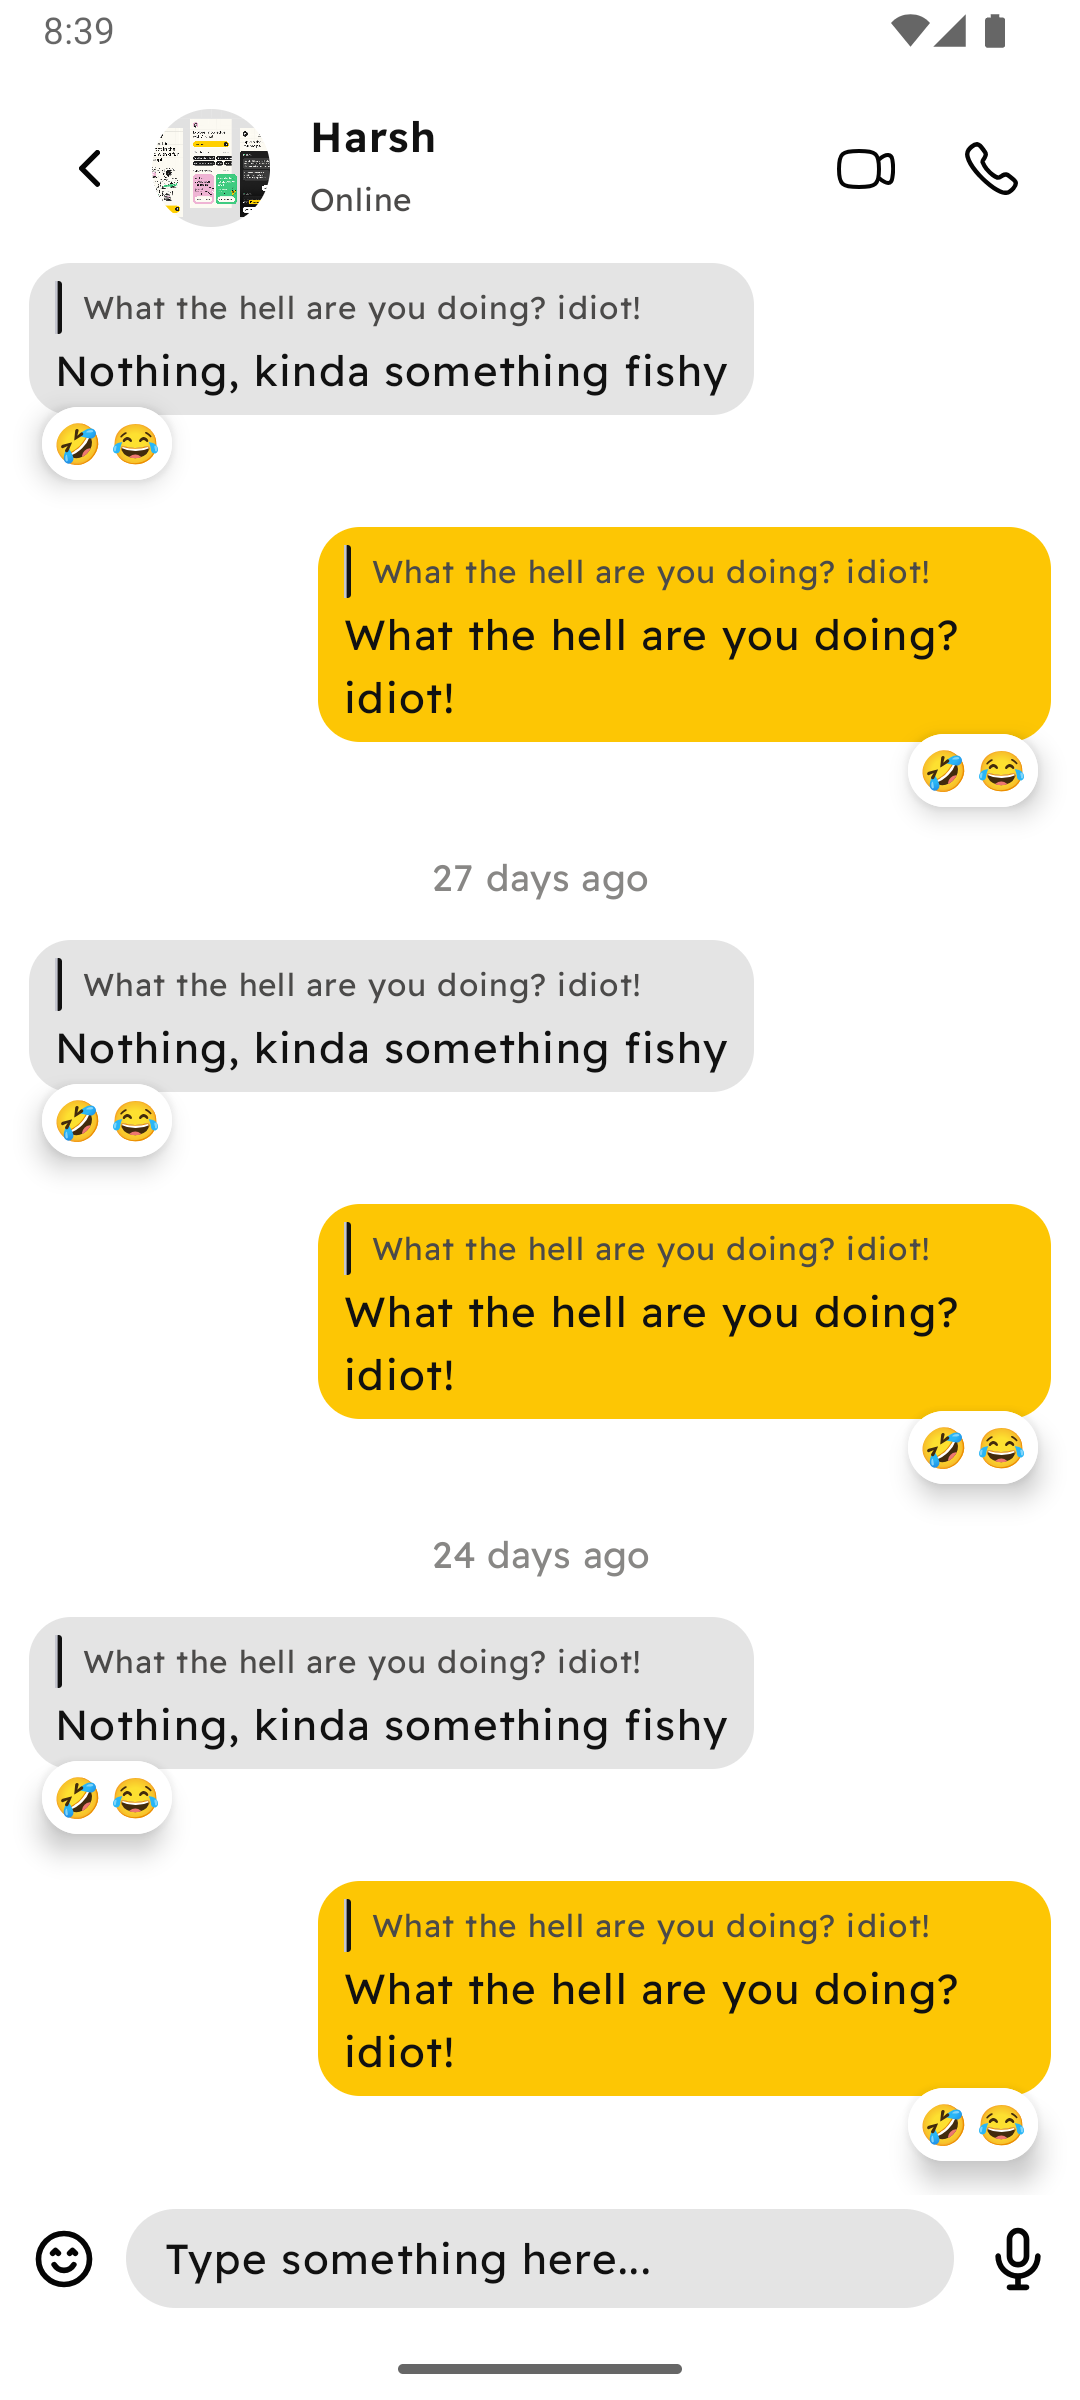 8:39
Harsh
Online
What the hell are you doing? idiot!
Nothing, kinda something fishy
🤣 😂
What the hell are you doing? idiot!
What the hell are you doing?
idiot!
🤣 😂
27 days ago
What the hell are you doing? idiot!
Nothing, kinda something fishy
🤣 😂
What the hell are you doing? idiot!
What the hell are you doing?
idiot!
🤣 😂
24 days ago
What the hell are you doing? idiot!
Nothing, kinda something fishy
🤣 😂
What the hell are you doing? idiot!
What the hell are you doing?
idiot!
🤣 😂
Type something here...